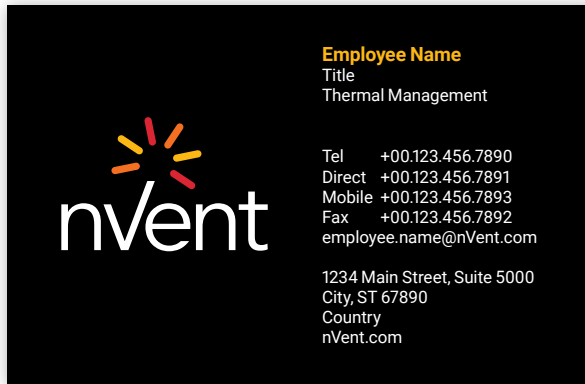 nVent
Employee Name
Title
Thermal Management
Tel +00.123.456.7890
Direct +00.123.456.7891
Mobile +00.123.456.7893
Fax +00.123.456.7892
employee.name@nVent.com
1234 Main Street, Suite 5000
City, ST 67890
Country
nVent.com